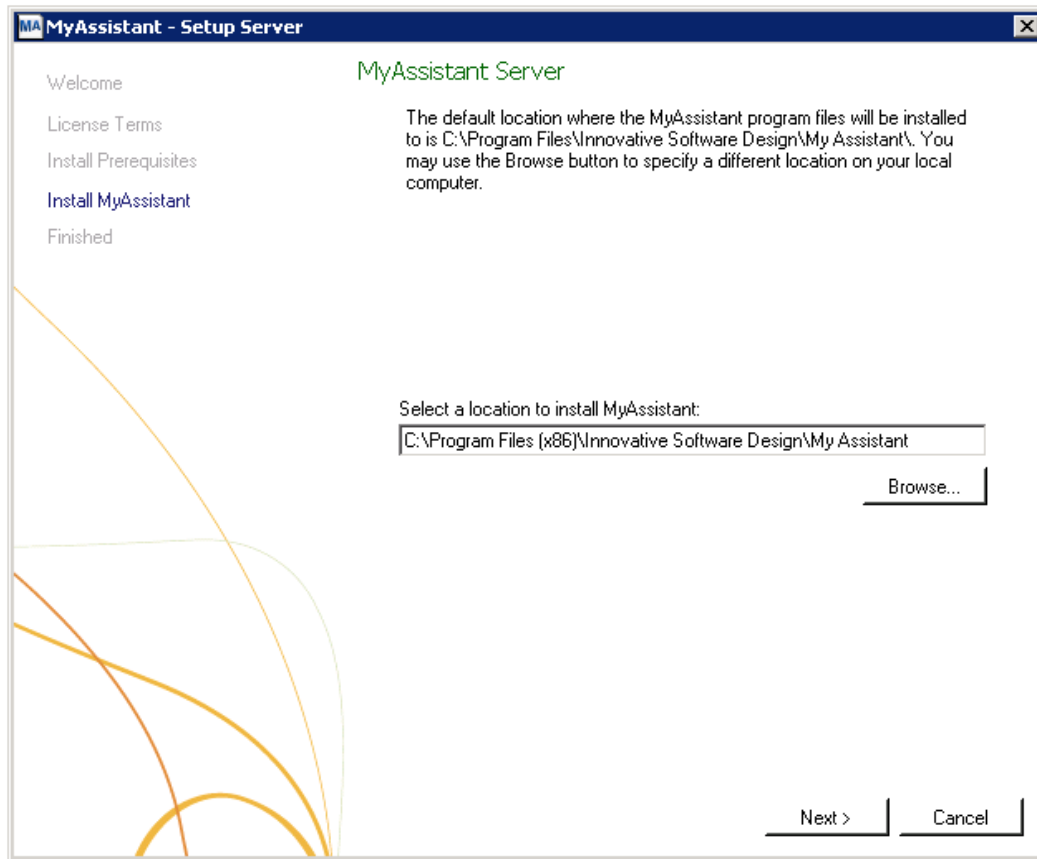 MA MyAssistant - Setup Server
Welcome
License Terms
Install Prerequisites
Install MyAssistant
Finished
MyAssistant Server
The default location where the MyAssistant program files will be installed
to is C:\Program Files\Innovative Software Design\My Assistant\. You
may use the Browse button to specify a different location on your local
computer.
Select a location to install MyAssistant:
C:\Program Files (x86)\Innovative Software Design\My Assistant
Browse...
Next >
Cancel